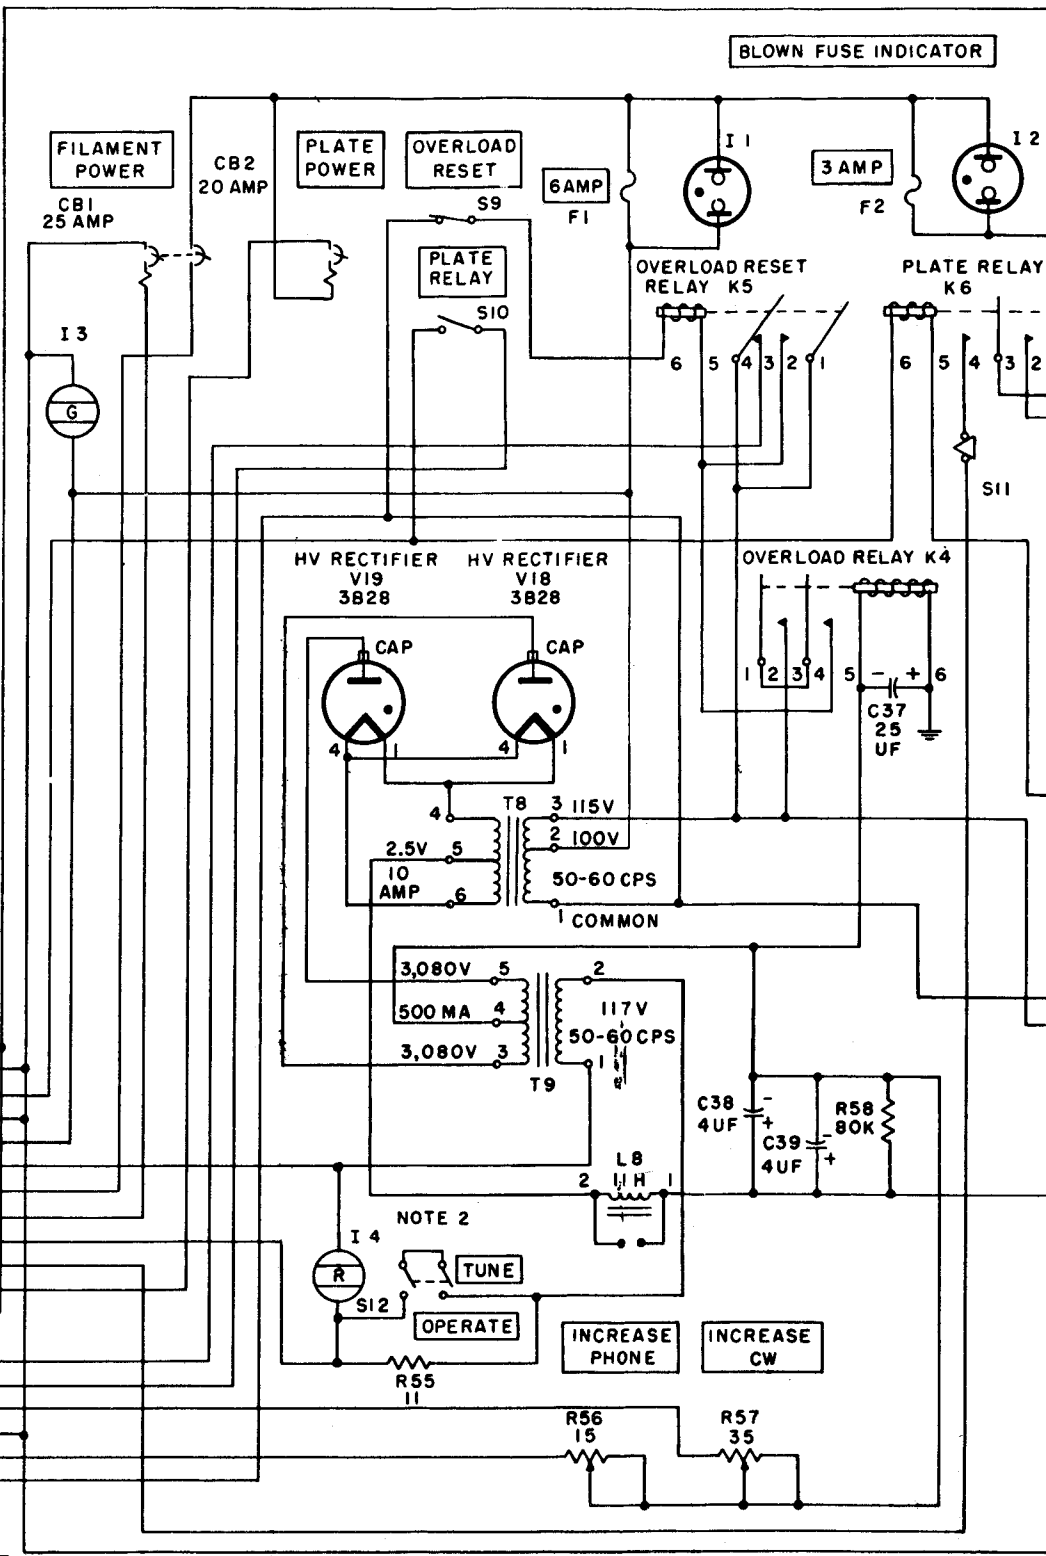 BLOWN FUSE INDICATOR
FILAMENT
POWER
CB2
20 AMP
PLATE
POWER
OVERLOAD
RESET
6AMP
F1
I 1
3 AMP
F2
I 2
CB1
25 AMP
S9
PLATE
RELAY
S10
OVERLOAD RESET
RELAY K5
PLATE RELAY
K6
I 3
G
6 5 4 3 2 1
6 5 4 3 2
S11
HV RECTIFIER
V19
3B28
HV RECTIFIER
V18
3B28
OVERLOAD RELAY K4
CAP
CAP
1 2 3 4 5 - + 6
C37
25
UF
4 1
4 1
4
T8
3 115V
2 100V
2.5V 5
10
AMP
6
50-60 CPS
1 COMMON
3,080V 5
500 MA 4
3,080V 3
T9
2
117V
50-60 CPS
1
C38
4UF
-
+
C39
4UF
-
+
R58
80K
L8
2 11 H 1
NOTE 2
I 4
R
S12
TUNE
OPERATE
INCREASE
PHONE
INCREASE
CW
R55
11
R56
15
R57
35